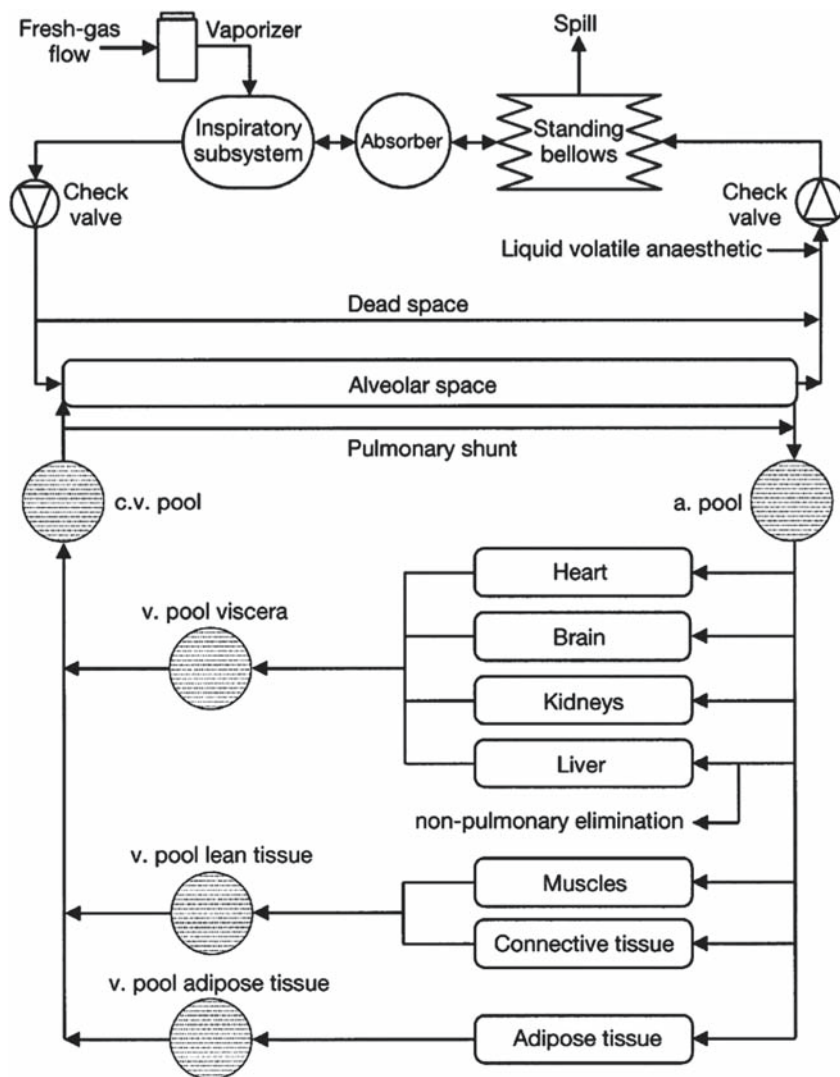 Fresh-gas
flow
Vaporizer
Spill
Inspiratory
subsystem
Absorber
Standing
bellows
Check
valve
Check
valve
Liquid volatile anaesthetic
Dead space
Alveolar space
Pulmonary shunt
c.v. pool
a. pool
Heart
v. pool viscera
Brain
Kidneys
Liver
non-pulmonary elimination
v. pool lean tissue
Muscles
Connective tissue
v. pool adipose tissue
Adipose tissue